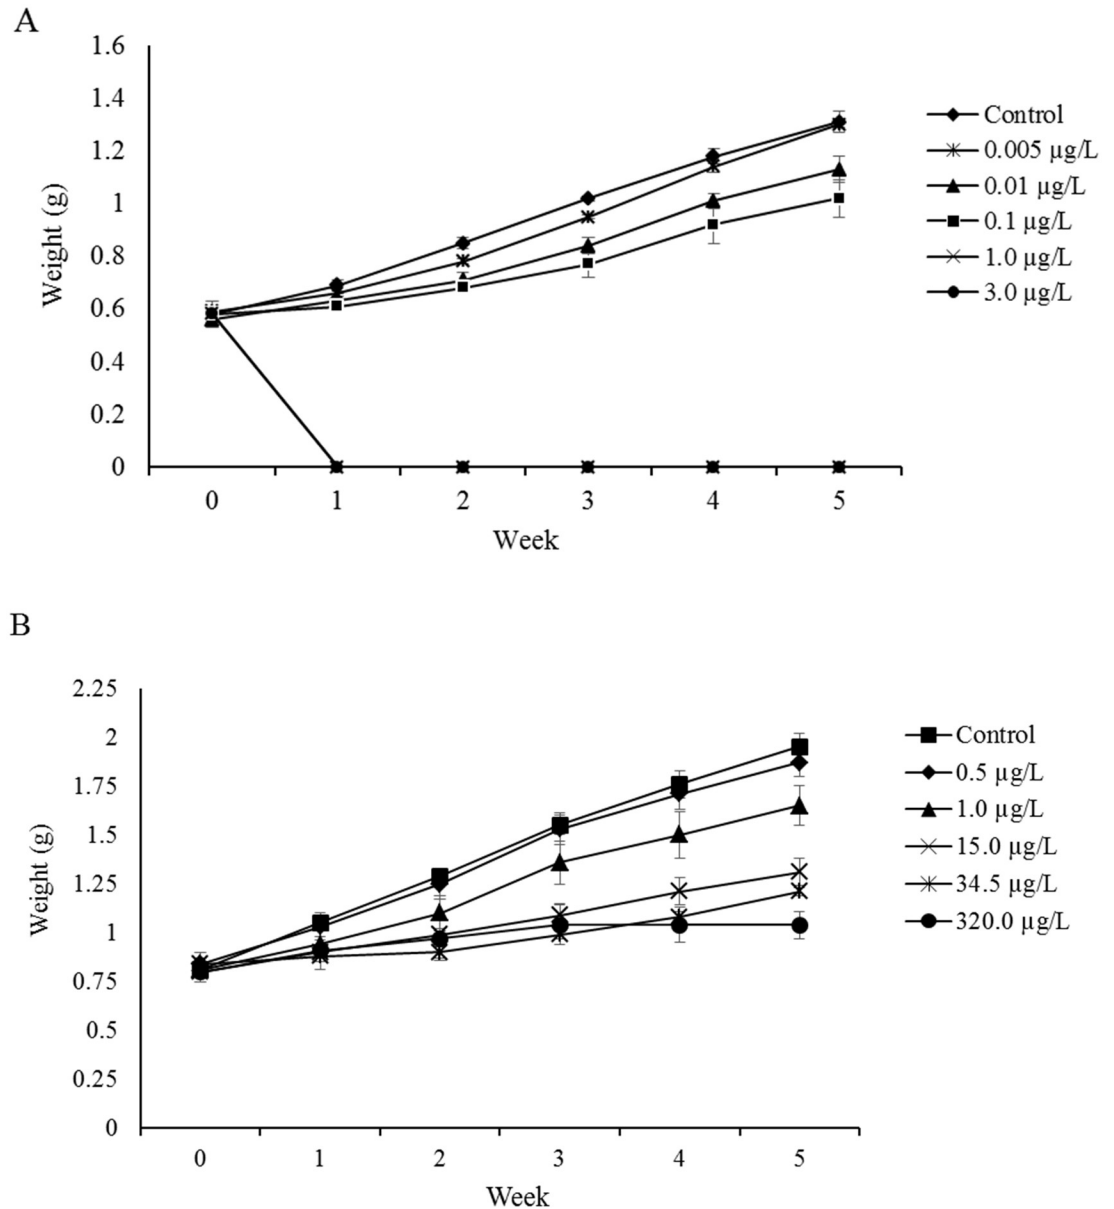 A
1.6
1.4
1.2
1
0.8
0.6
0.4
0.2
0
Weight (g)
0 1 2 3 4 5
Week
Control
0.005 µg/L
0.01 µg/L
0.1 µg/L
1.0 µg/L
3.0 µg/L
B
2.25
2
1.75
1.5
1.25
1
0.75
0.5
0.25
0
Weight (g)
0 1 2 3 4 5
Week
Control
0.5 µg/L
1.0 µg/L
15.0 µg/L
34.5 µg/L
320.0 µg/L